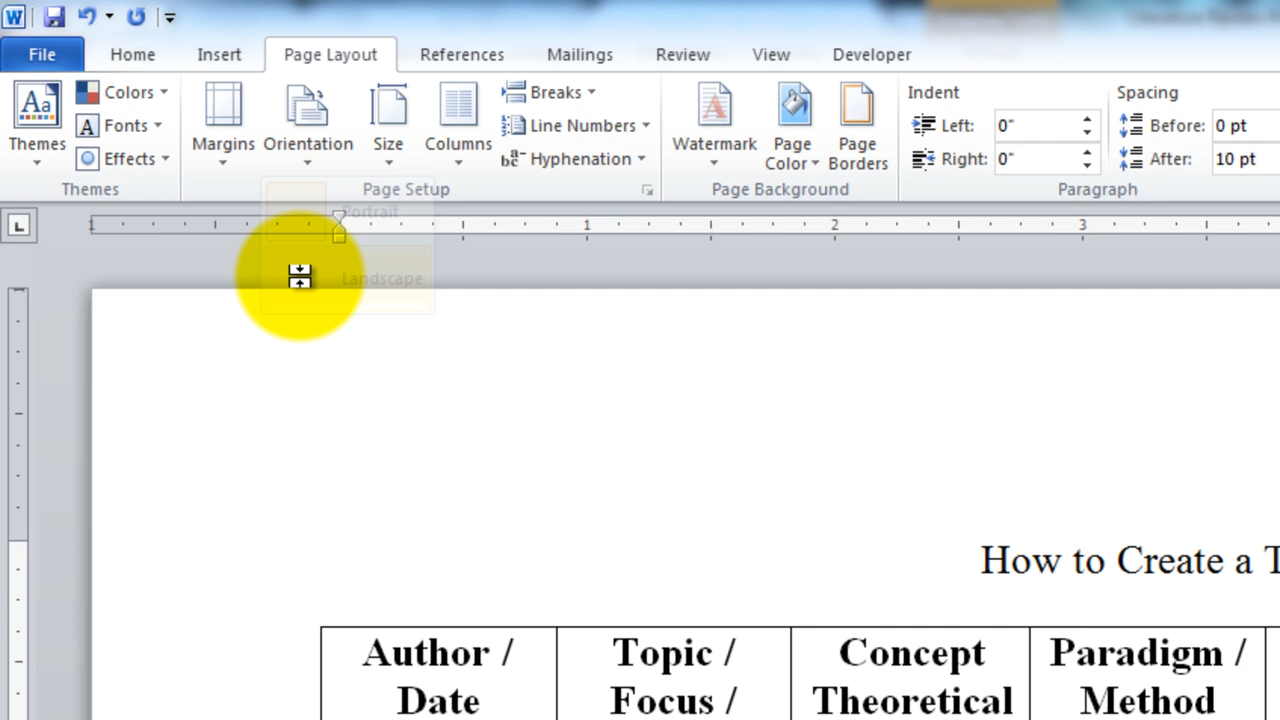 W
File Home Insert Page Layout References Mailings Review View Developer
Aa Themes Colors Fonts Effects Themes
Margins Orientation Size Columns Breaks Line Numbers Hyphenation Page Setup
Watermark Page Color Page Borders Page Background
Indent Left: 0" Right: 0"
Spacing Before: 0 pt After: 10 pt
Paragraph
Portrait
Landscape
1 1 2 3
How to Create a T
Author / Date
Topic / Focus /
Concept Theoretical
Paradigm / Method